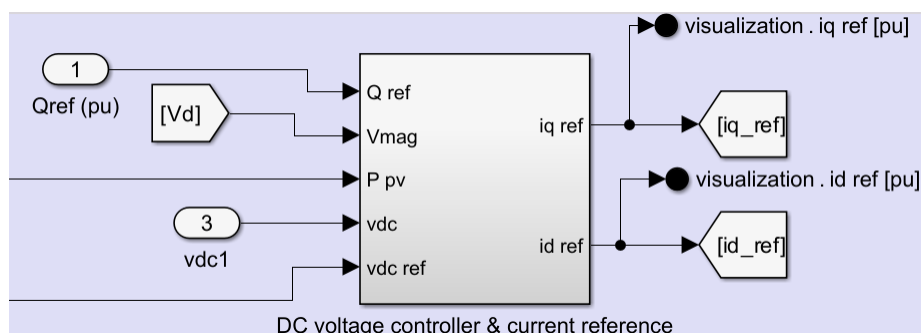 visualization . iq ref [pu]
1
Qref (pu)
[Vd]
Q ref
Vmag
P pv
vdc
vdc ref
iq ref
id ref
[iq_ref]
visualization . id ref [pu]
[id_ref]
3
vdc1
DC voltage controller & current reference